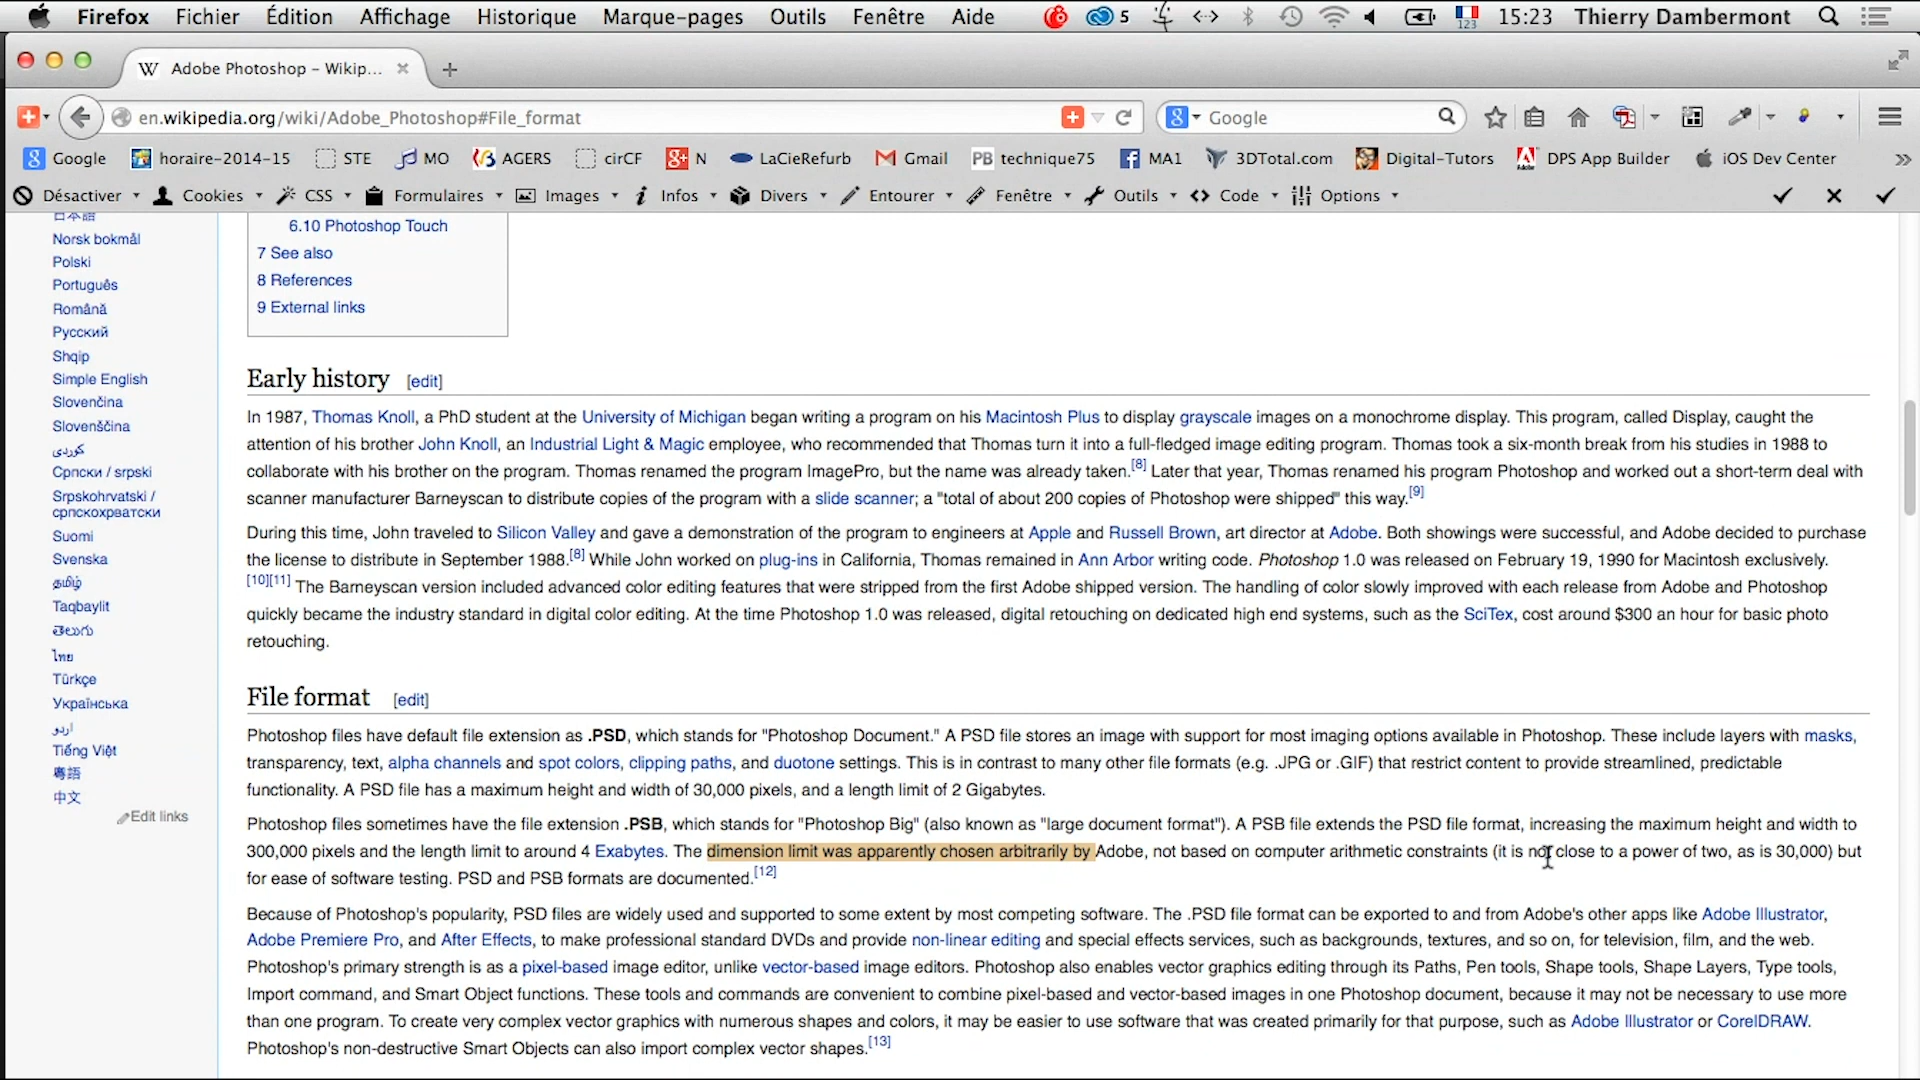 Firefox Fichier Édition Affichage Historique Marque-pages Outils Fenêtre Aide 5 123 15:23 Thierry Dambermont
W Adobe Photoshop – Wikip...
en.wikipedia.org/wiki/Adobe_Photoshop#File_format Google
Google horaire-2014-15 STE MO AGERS cirCF N LaCieRefurb Gmail PB technique75 MA1 3DTotal.com Digital-Tutors DPS App Builder iOS Dev Center
Désactiver Cookies CSS Formulaires Images Infos Divers Entourer Fenêtre Outils Code Options
日本語
Norsk bokmål
Polski
Português
Română
Русский
Shqip
Simple English
Slovenčina
Slovenščina
کوردی
Српски / srpski
Srpskohrvatski /
српскохрватски
Suomi
Svenska
தமிழ்
Taqbaylit
తెలుగు
ไทย
Türkçe
Українська
اردو
Tiếng Việt
粵語
中文
Edit links
6.10 Photoshop Touch
7 See also
8 References
9 External links
Early history [edit]
In 1987, Thomas Knoll, a PhD student at the University of Michigan began writing a program on his Macintosh Plus to display grayscale images on a monochrome display. This program, called Display, caught the
attention of his brother John Knoll, an Industrial Light & Magic employee, who recommended that Thomas turn it into a full-fledged image editing program. Thomas took a six-month break from his studies in 1988 to
collaborate with his brother on the program. Thomas renamed the program ImagePro, but the name was already taken.[8] Later that year, Thomas renamed his program Photoshop and worked out a short-term deal with
scanner manufacturer Barneyscan to distribute copies of the program with a slide scanner; a "total of about 200 copies of Photoshop were shipped" this way.[9]
During this time, John traveled to Silicon Valley and gave a demonstration of the program to engineers at Apple and Russell Brown, art director at Adobe. Both showings were successful, and Adobe decided to purchase
the license to distribute in September 1988.[8] While John worked on plug-ins in California, Thomas remained in Ann Arbor writing code. Photoshop 1.0 was released on February 19, 1990 for Macintosh exclusively.
[10][11] The Barneyscan version included advanced color editing features that were stripped from the first Adobe shipped version. The handling of color slowly improved with each release from Adobe and Photoshop
quickly became the industry standard in digital color editing. At the time Photoshop 1.0 was released, digital retouching on dedicated high end systems, such as the SciTex, cost around $300 an hour for basic photo
retouching.
File format [edit]
Photoshop files have default file extension as .PSD, which stands for "Photoshop Document." A PSD file stores an image with support for most imaging options available in Photoshop. These include layers with masks,
transparency, text, alpha channels and spot colors, clipping paths, and duotone settings. This is in contrast to many other file formats (e.g. .JPG or .GIF) that restrict content to provide streamlined, predictable
functionality. A PSD file has a maximum height and width of 30,000 pixels, and a length limit of 2 Gigabytes.
Photoshop files sometimes have the file extension .PSB, which stands for "Photoshop Big" (also known as "large document format"). A PSB file extends the PSD file format, increasing the maximum height and width to
300,000 pixels and the length limit to around 4 Exabytes. The dimension limit was apparently chosen arbitrarily by Adobe, not based on computer arithmetic constraints (it is not close to a power of two, as is 30,000) but
for ease of software testing. PSD and PSB formats are documented.[12]
Because of Photoshop's popularity, PSD files are widely used and supported to some extent by most competing software. The .PSD file format can be exported to and from Adobe's other apps like Adobe Illustrator,
Adobe Premiere Pro, and After Effects, to make professional standard DVDs and provide non-linear editing and special effects services, such as backgrounds, textures, and so on, for television, film, and the web.
Photoshop's primary strength is as a pixel-based image editor, unlike vector-based image editors. Photoshop also enables vector graphics editing through its Paths, Pen tools, Shape tools, Shape Layers, Type tools,
Import command, and Smart Object functions. These tools and commands are convenient to combine pixel-based and vector-based images in one Photoshop document, because it may not be necessary to use more
than one program. To create very complex vector graphics with numerous shapes and colors, it may be easier to use software that was created primarily for that purpose, such as Adobe Illustrator or CorelDRAW.
Photoshop's non-destructive Smart Objects can also import complex vector shapes.[13]